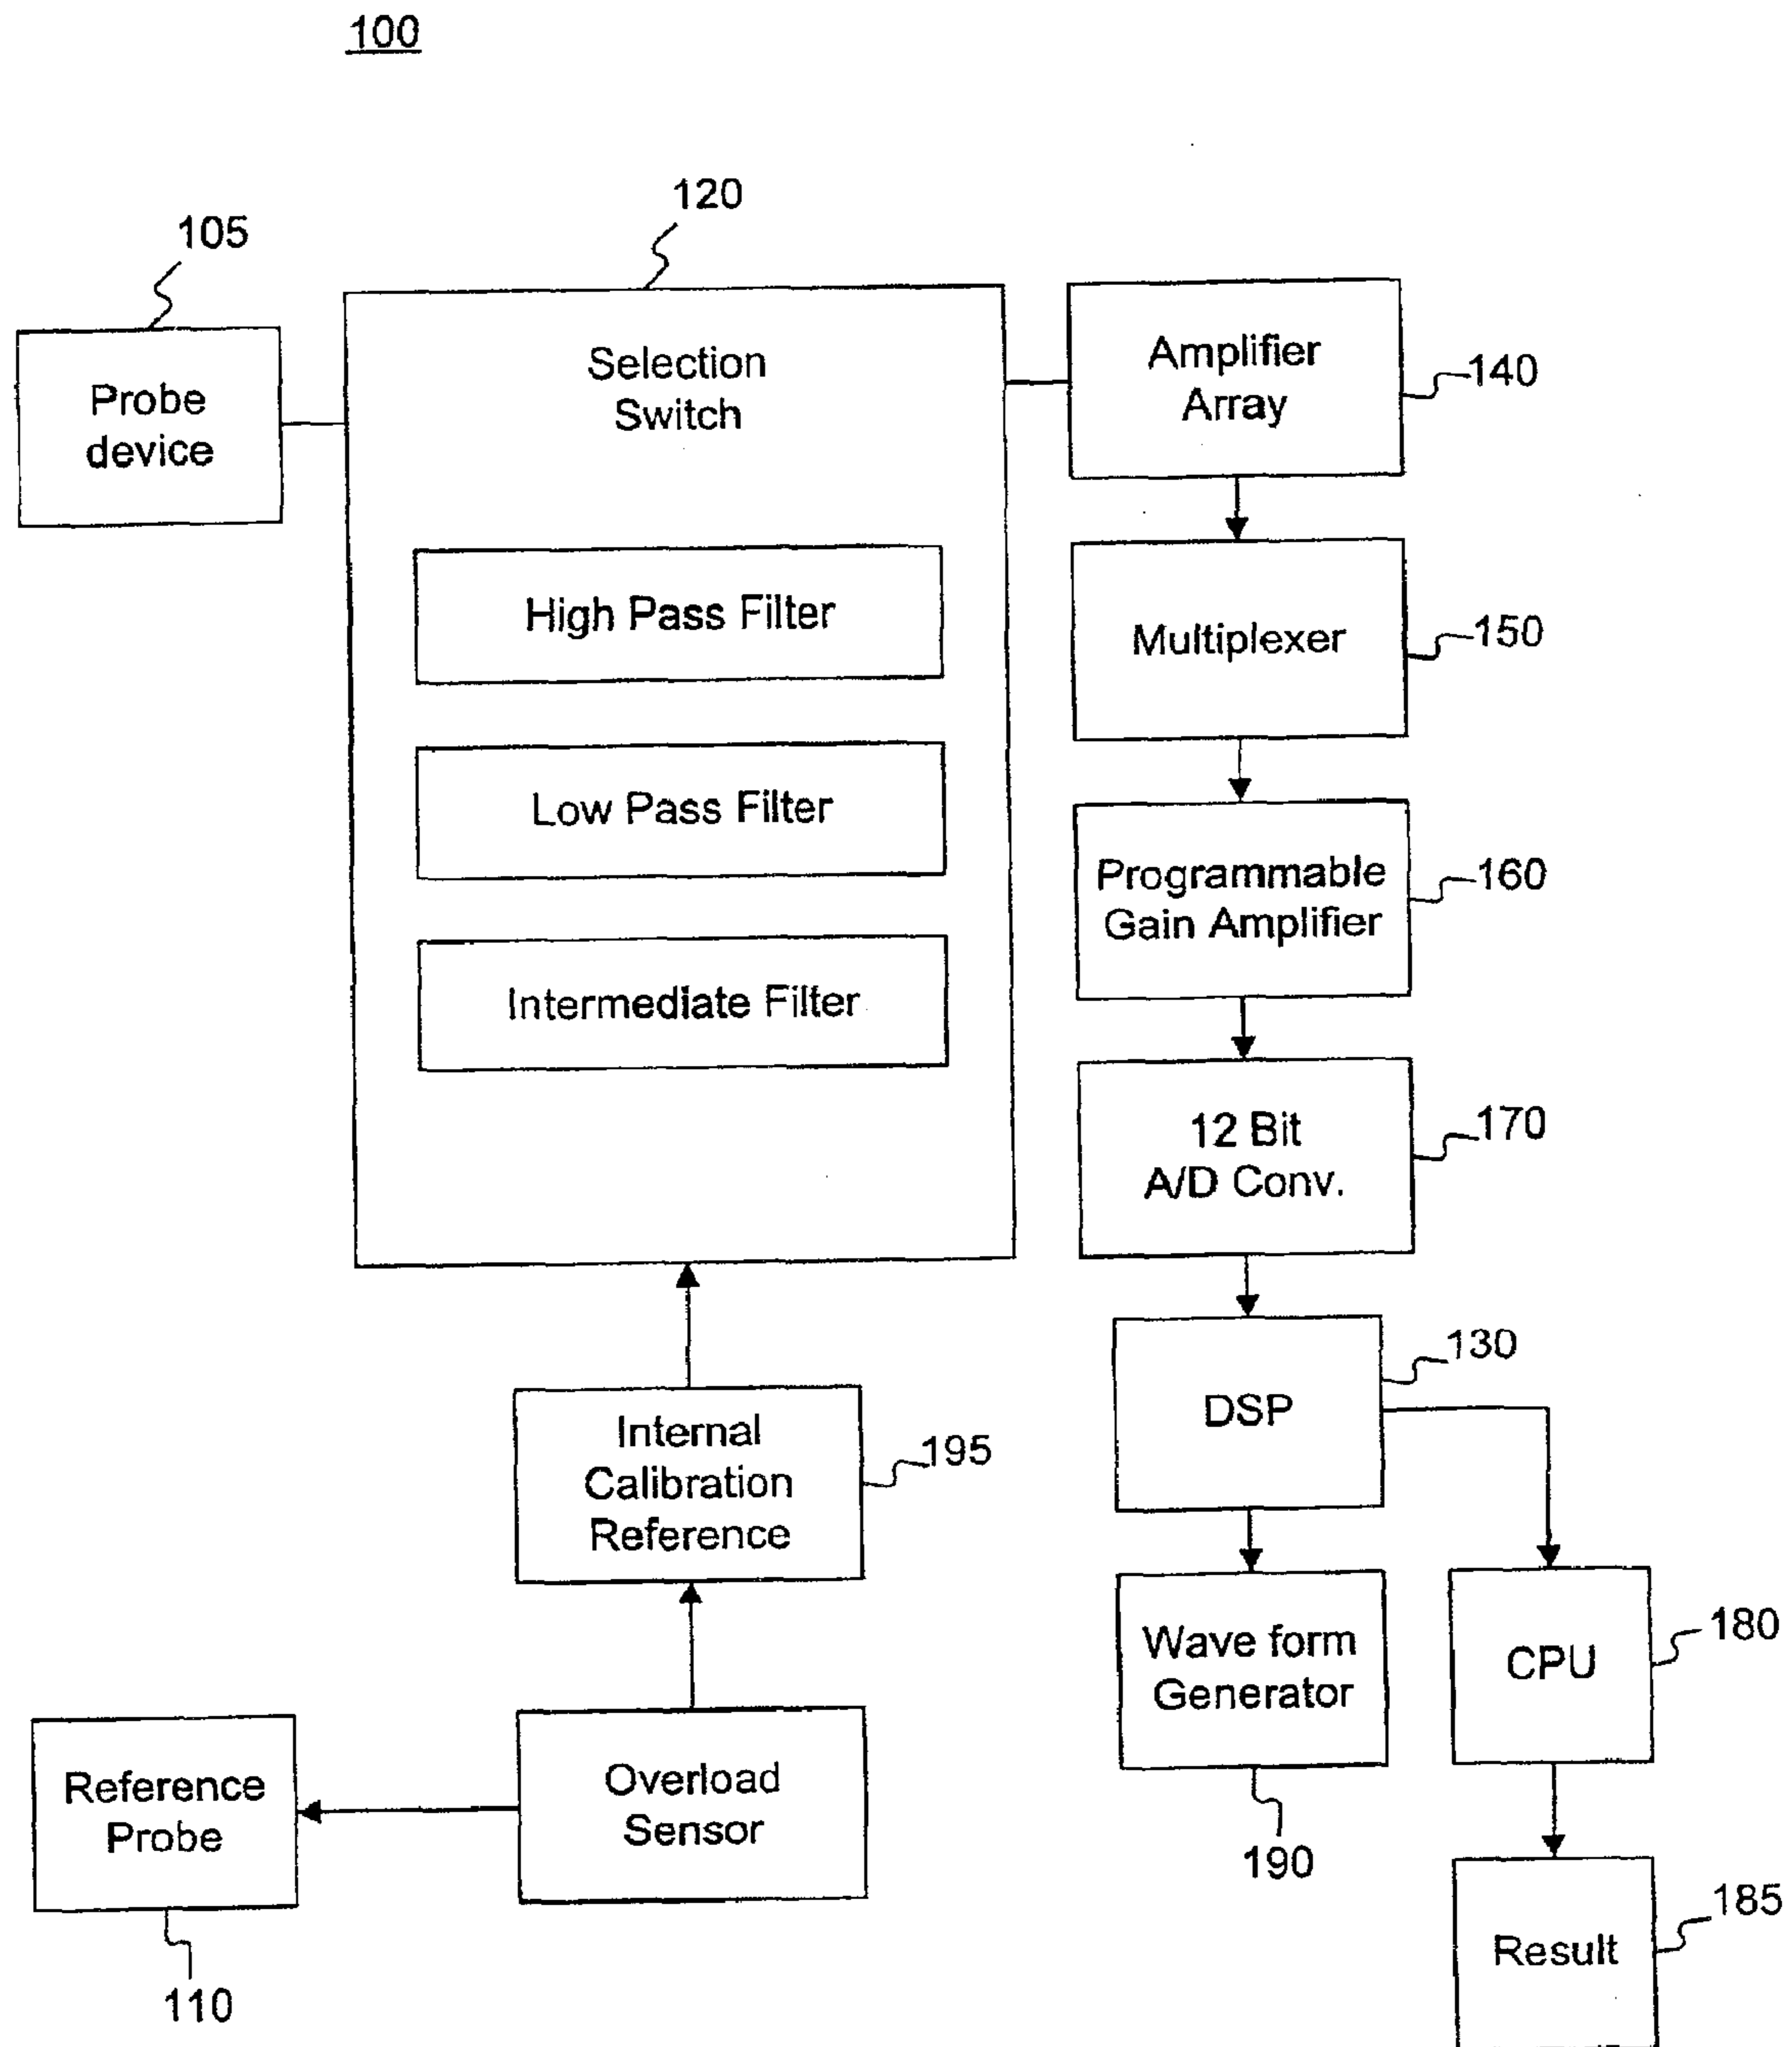 100
120
105
Selection
Switch
Probe
device
Amplifier
Array
140
High Pass Filter
Multiplexer
150
Low Pass Filter
Programmable
Gain Amplifier
160
Intermediate Filter
12 Bit
A/D Conv.
170
130
DSP
Internal
Calibration
Reference
195
Wave form
Generator
CPU
180
Reference
Probe
Overload
Sensor
190
185
Result
110